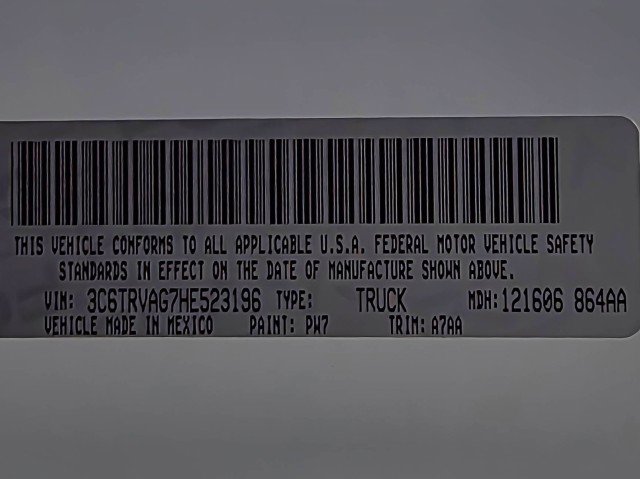 THIS VEHICLE CONFORMS TO ALL APPLICABLE U.S.A. FEDERAL MOTOR VEHICLE SAFETY
STANDARDS IN EFFECT ON THE DATE OF MANUFACTURE SHOWN ABOVE.
VIN: 3C6TRVAG7HE523196 TYPE: TRUCK MDH: 121606 864AA
VEHICLE MADE IN MEXICO PAINT: PW7 TRIM: A7AA